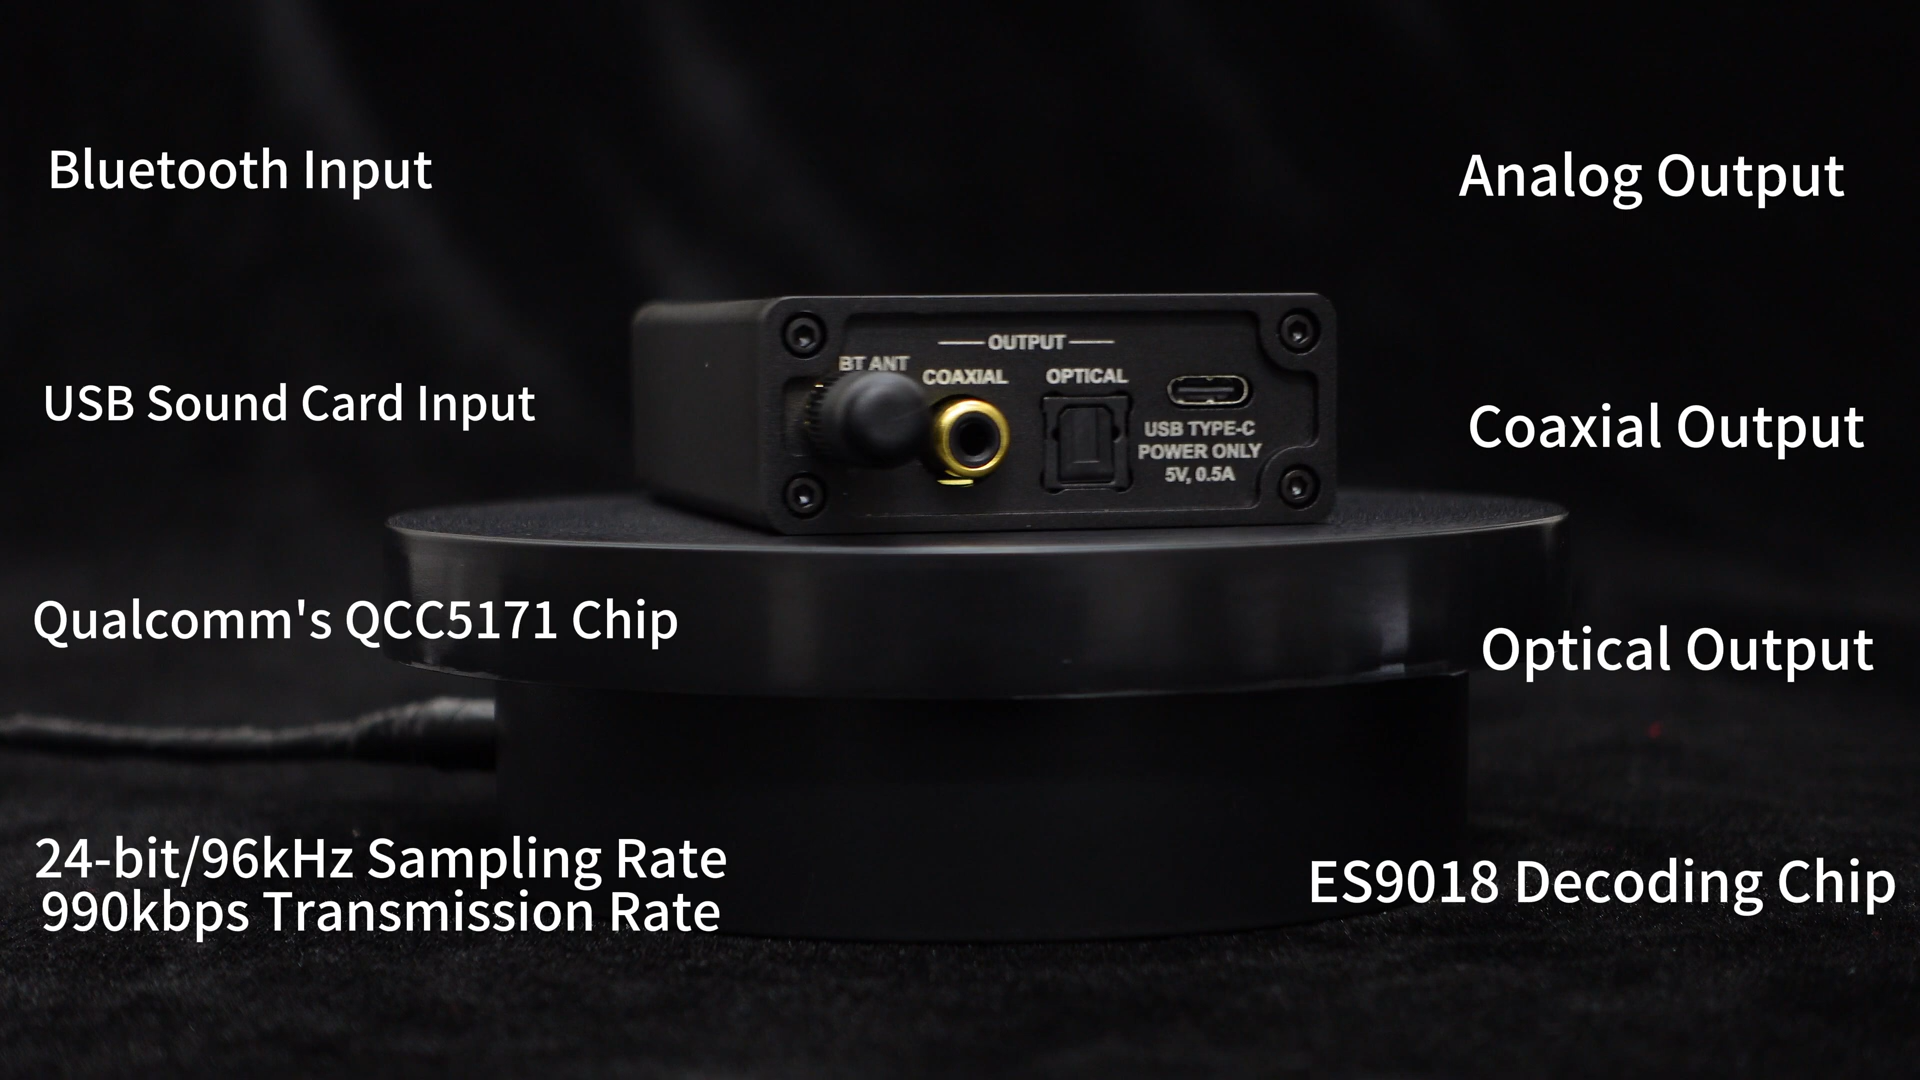 Bluetooth Input
Analog Output
OUTPUT
BT ANT
COAXIAL
OPTICAL
USB Sound Card Input
Coaxial Output
USB TYPE-C
POWER ONLY
5V, 0.5A
Qualcomm's QCC5171 Chip
Optical Output
24-bit/96kHz Sampling Rate
990kbps Transmission Rate
ES9018 Decoding Chip